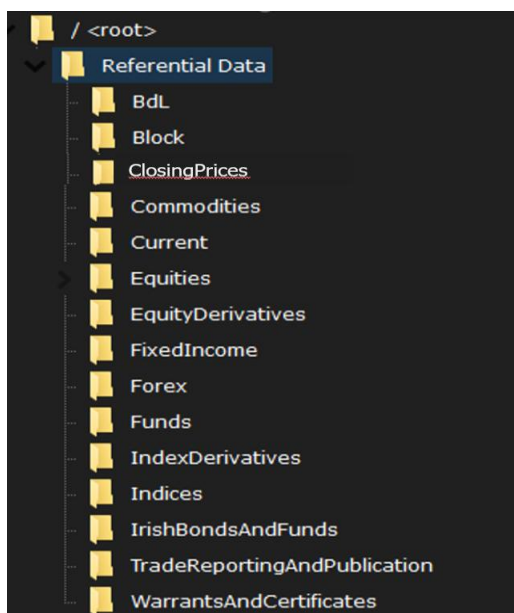 / <root>
Referential Data
BdL
Block
ClosingPrices
Commodities
Current
Equities
EquityDerivatives
FixedIncome
Forex
Funds
IndexDerivatives
Indices
IrishBondsAndFunds
TradeReportingAndPublication
WarrantsAndCertificates